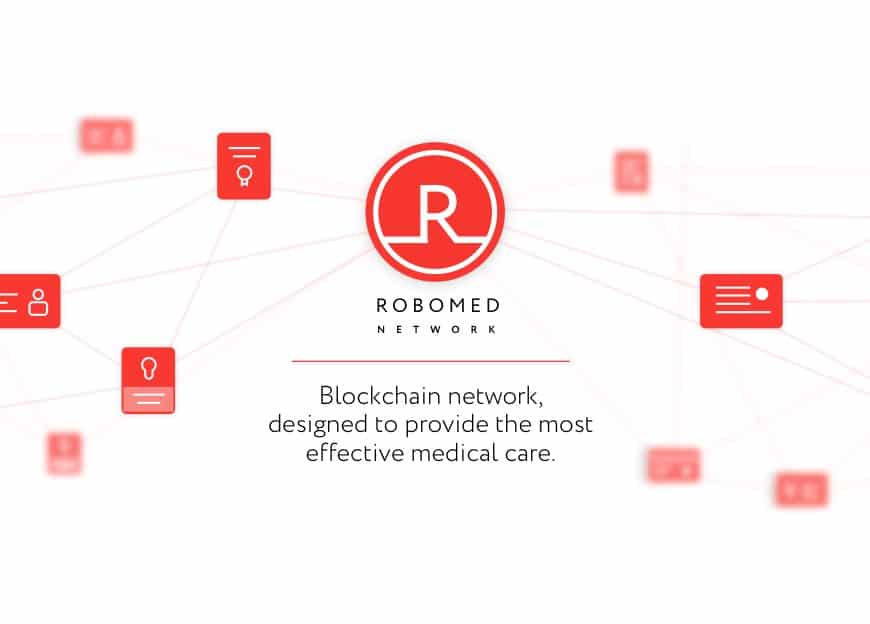 R
ROBOMED
NETWORK
Blockchain network,
designed to provide the most
effective medical care.